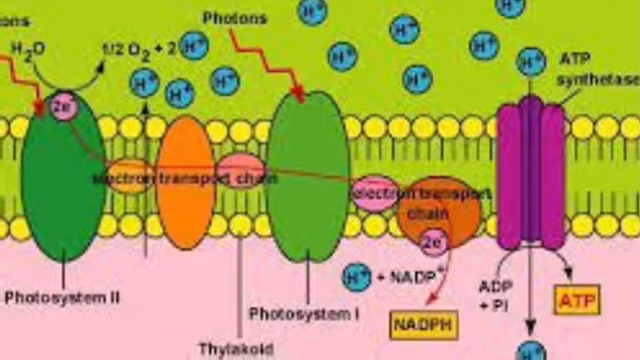 ons
Photons
H₂O
1/2 O₂ + 2 H⁺
H⁺
H⁺
H⁺
H⁺
H⁺
H⁺
H⁺
H⁺
H⁺
H⁺
ATP
synthetase
2e⁻
electron transport chain
electron transport
chain
2e⁻
H⁺ + NADP⁺
ADP
+ Pi
ATP
Photosystem II
Photosystem I
NADPH
Thylakoid
H⁺